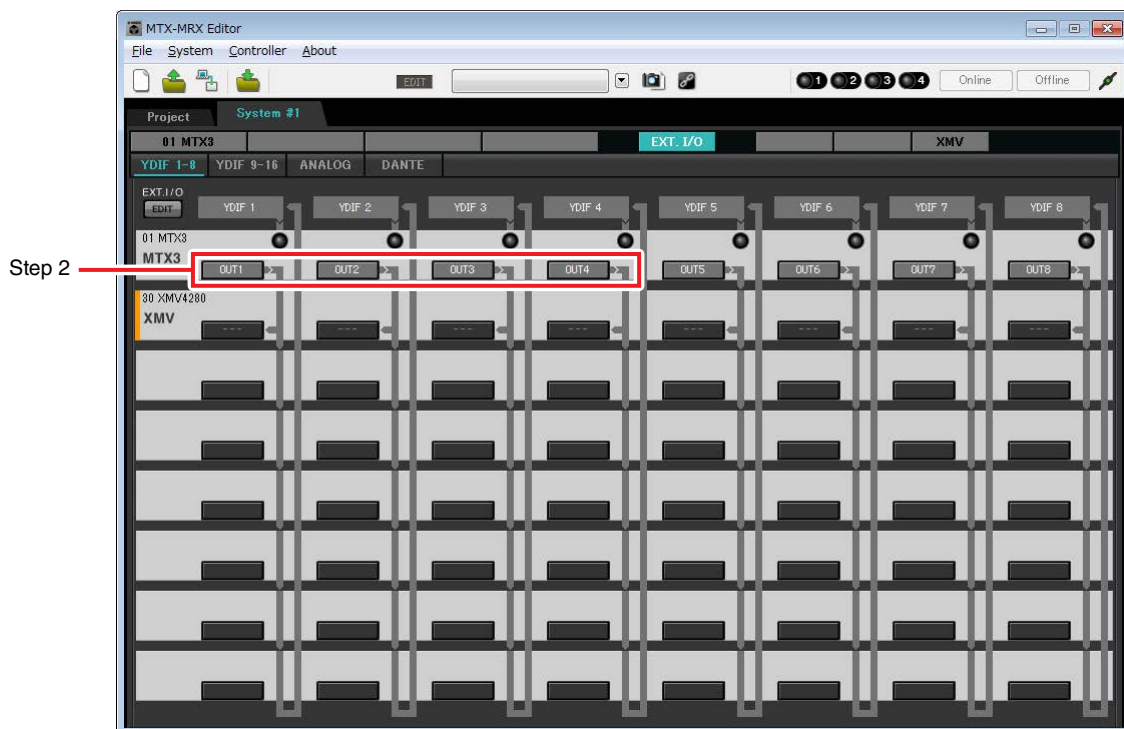 MTX-MRX Editor
File System Controller About
EDIT 1 2 3 4 Online Offline
Project System #1
01 MTX3 EXT. I/O XMV
YDIF 1-8 YDIF 9-16 ANALOG DANTE
EXT.I/O
EDIT YDIF 1 YDIF 2 YDIF 3 YDIF 4 YDIF 5 YDIF 6 YDIF 7 YDIF 8
01 MTX3
MTX3
Step 2
OUT1 OUT2 OUT3 OUT4 OUT5 OUT6 OUT7 OUT8
30 XMV4280
XMV
--- --- --- --- --- --- --- ---